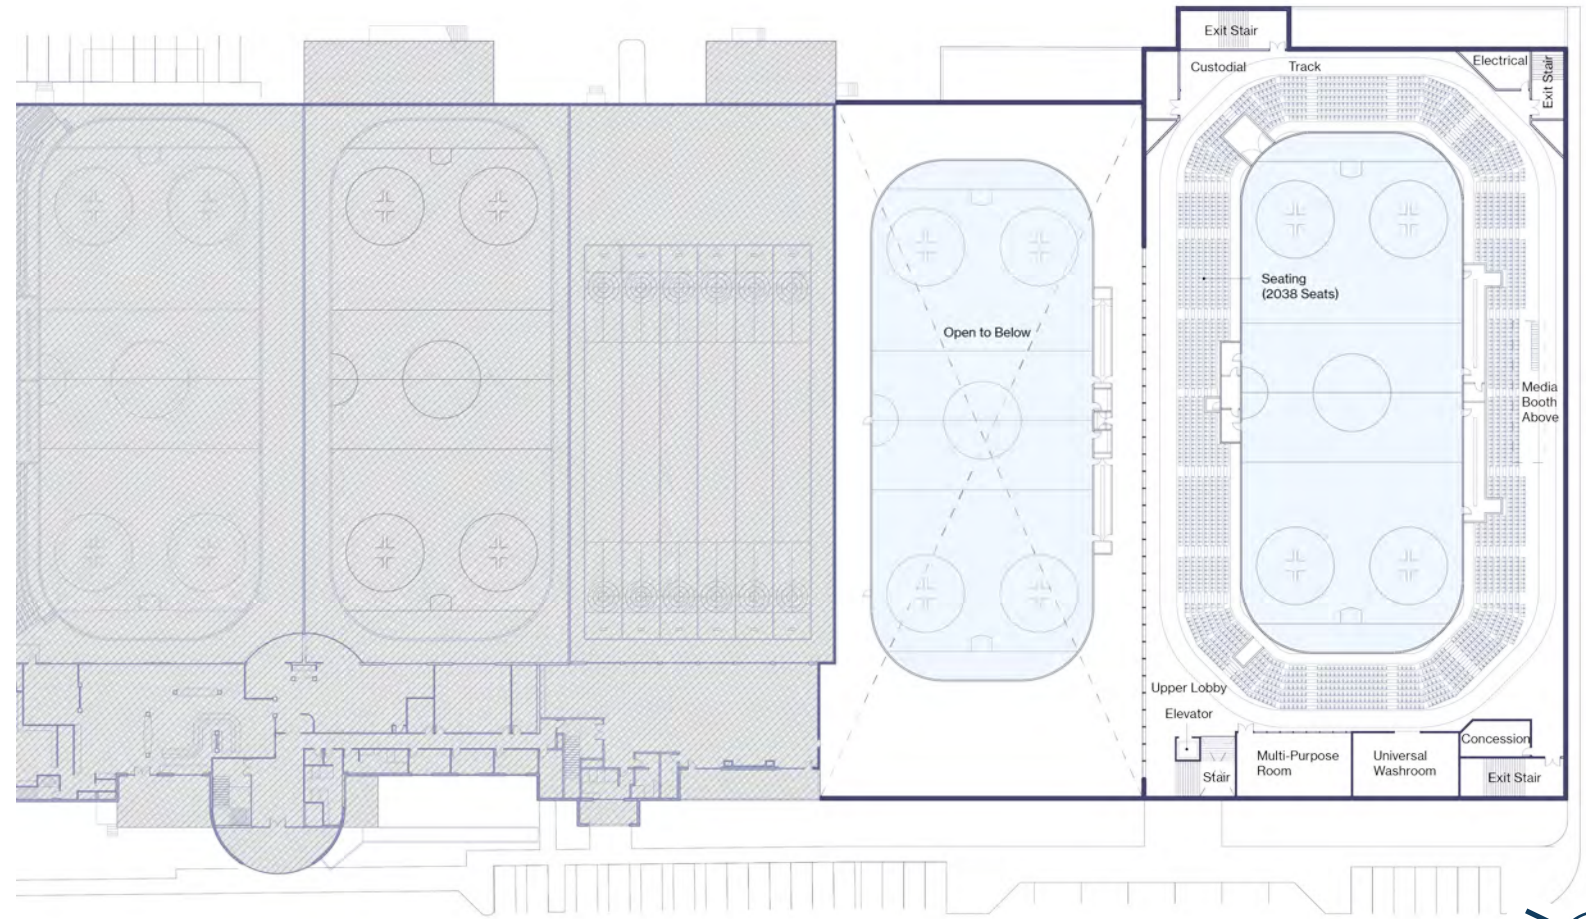 Exit Stair
Custodial
Track
Electrical
Exit Stair
Seating
(2038 Seats)
Open to Below
Media
Booth
Above
Upper Lobby
Elevator
Stair
Multi-Purpose
Room
Universal
Washroom
Concession
Exit Stair